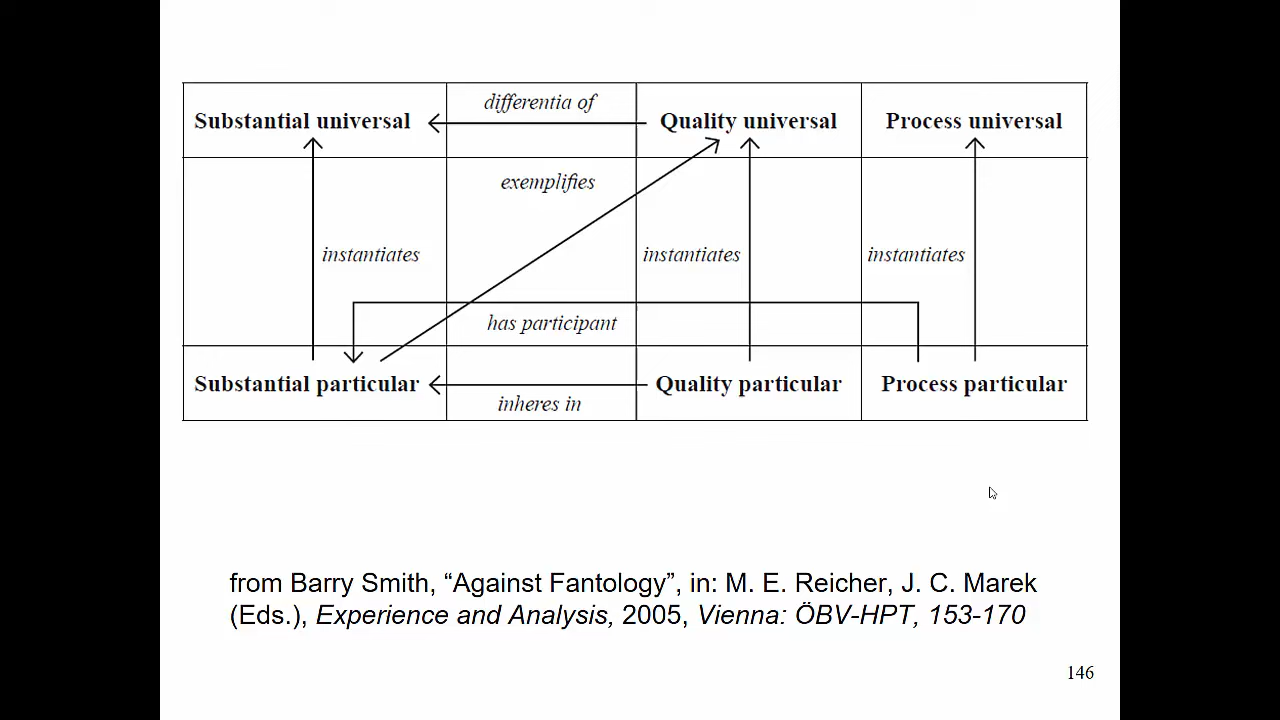 differentia of
Substantial universal Quality universal Process universal
exemplifies
instantiates instantiates instantiates
has participant
Substantial particular Quality particular Process particular
inheres in
from Barry Smith, “Against Fantology”, in: M. E. Reicher, J. C. Marek
(Eds.), Experience and Analysis, 2005, Vienna: ÖBV-HPT, 153-170
146